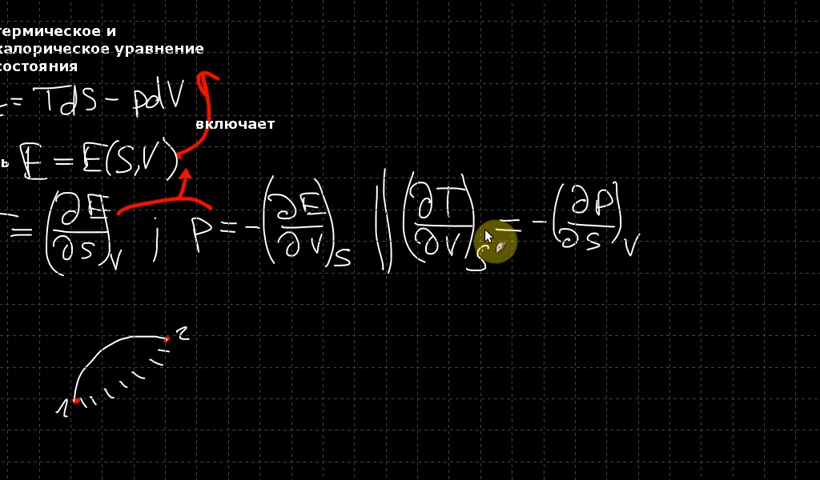 термическое и
калорическое уравнение
состояния
= TdS - pdV
включает
E = E(S,V)
= (∂E/∂S)_V ; P = -(∂E/∂V)_S || (∂T/∂V)_S = -(∂P/∂S)_V
2
1